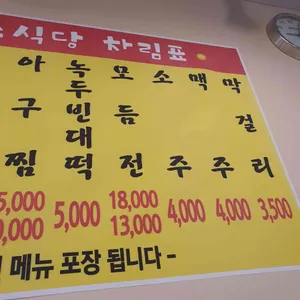 식당 차림표
아구찜
녹두빈대떡
모듬전
소주
맥주
막걸리
5,000
0,000
5,000
18,000
13,000
4,000
4,000
3,500
메뉴 포장 됩니다-